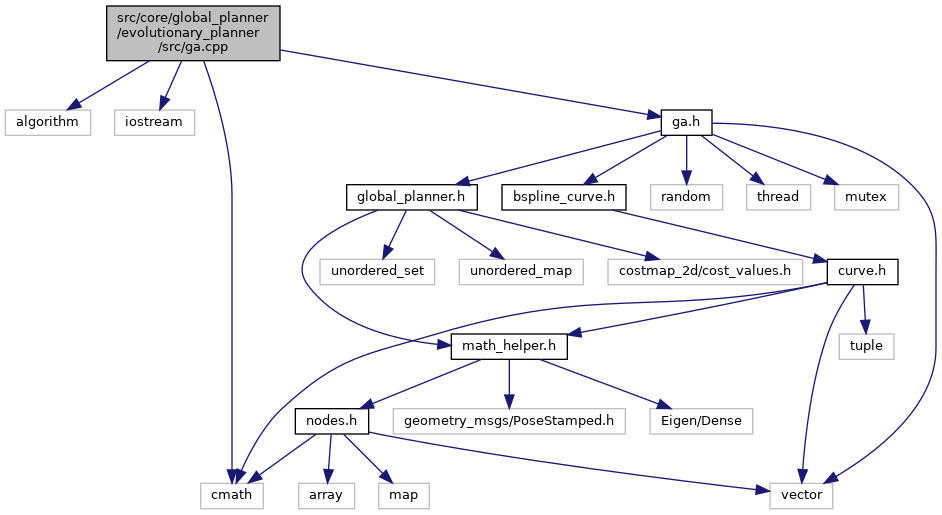 src/core/global_planner
/evolutionary_planner
/src/ga.cpp
algorithm
iostream
ga.h
global_planner.h
bspline_curve.h
random
thread
mutex
unordered_set
unordered_map
costmap_2d/cost_values.h
curve.h
math_helper.h
tuple
nodes.h
geometry_msgs/PoseStamped.h
Eigen/Dense
cmath
array
map
vector